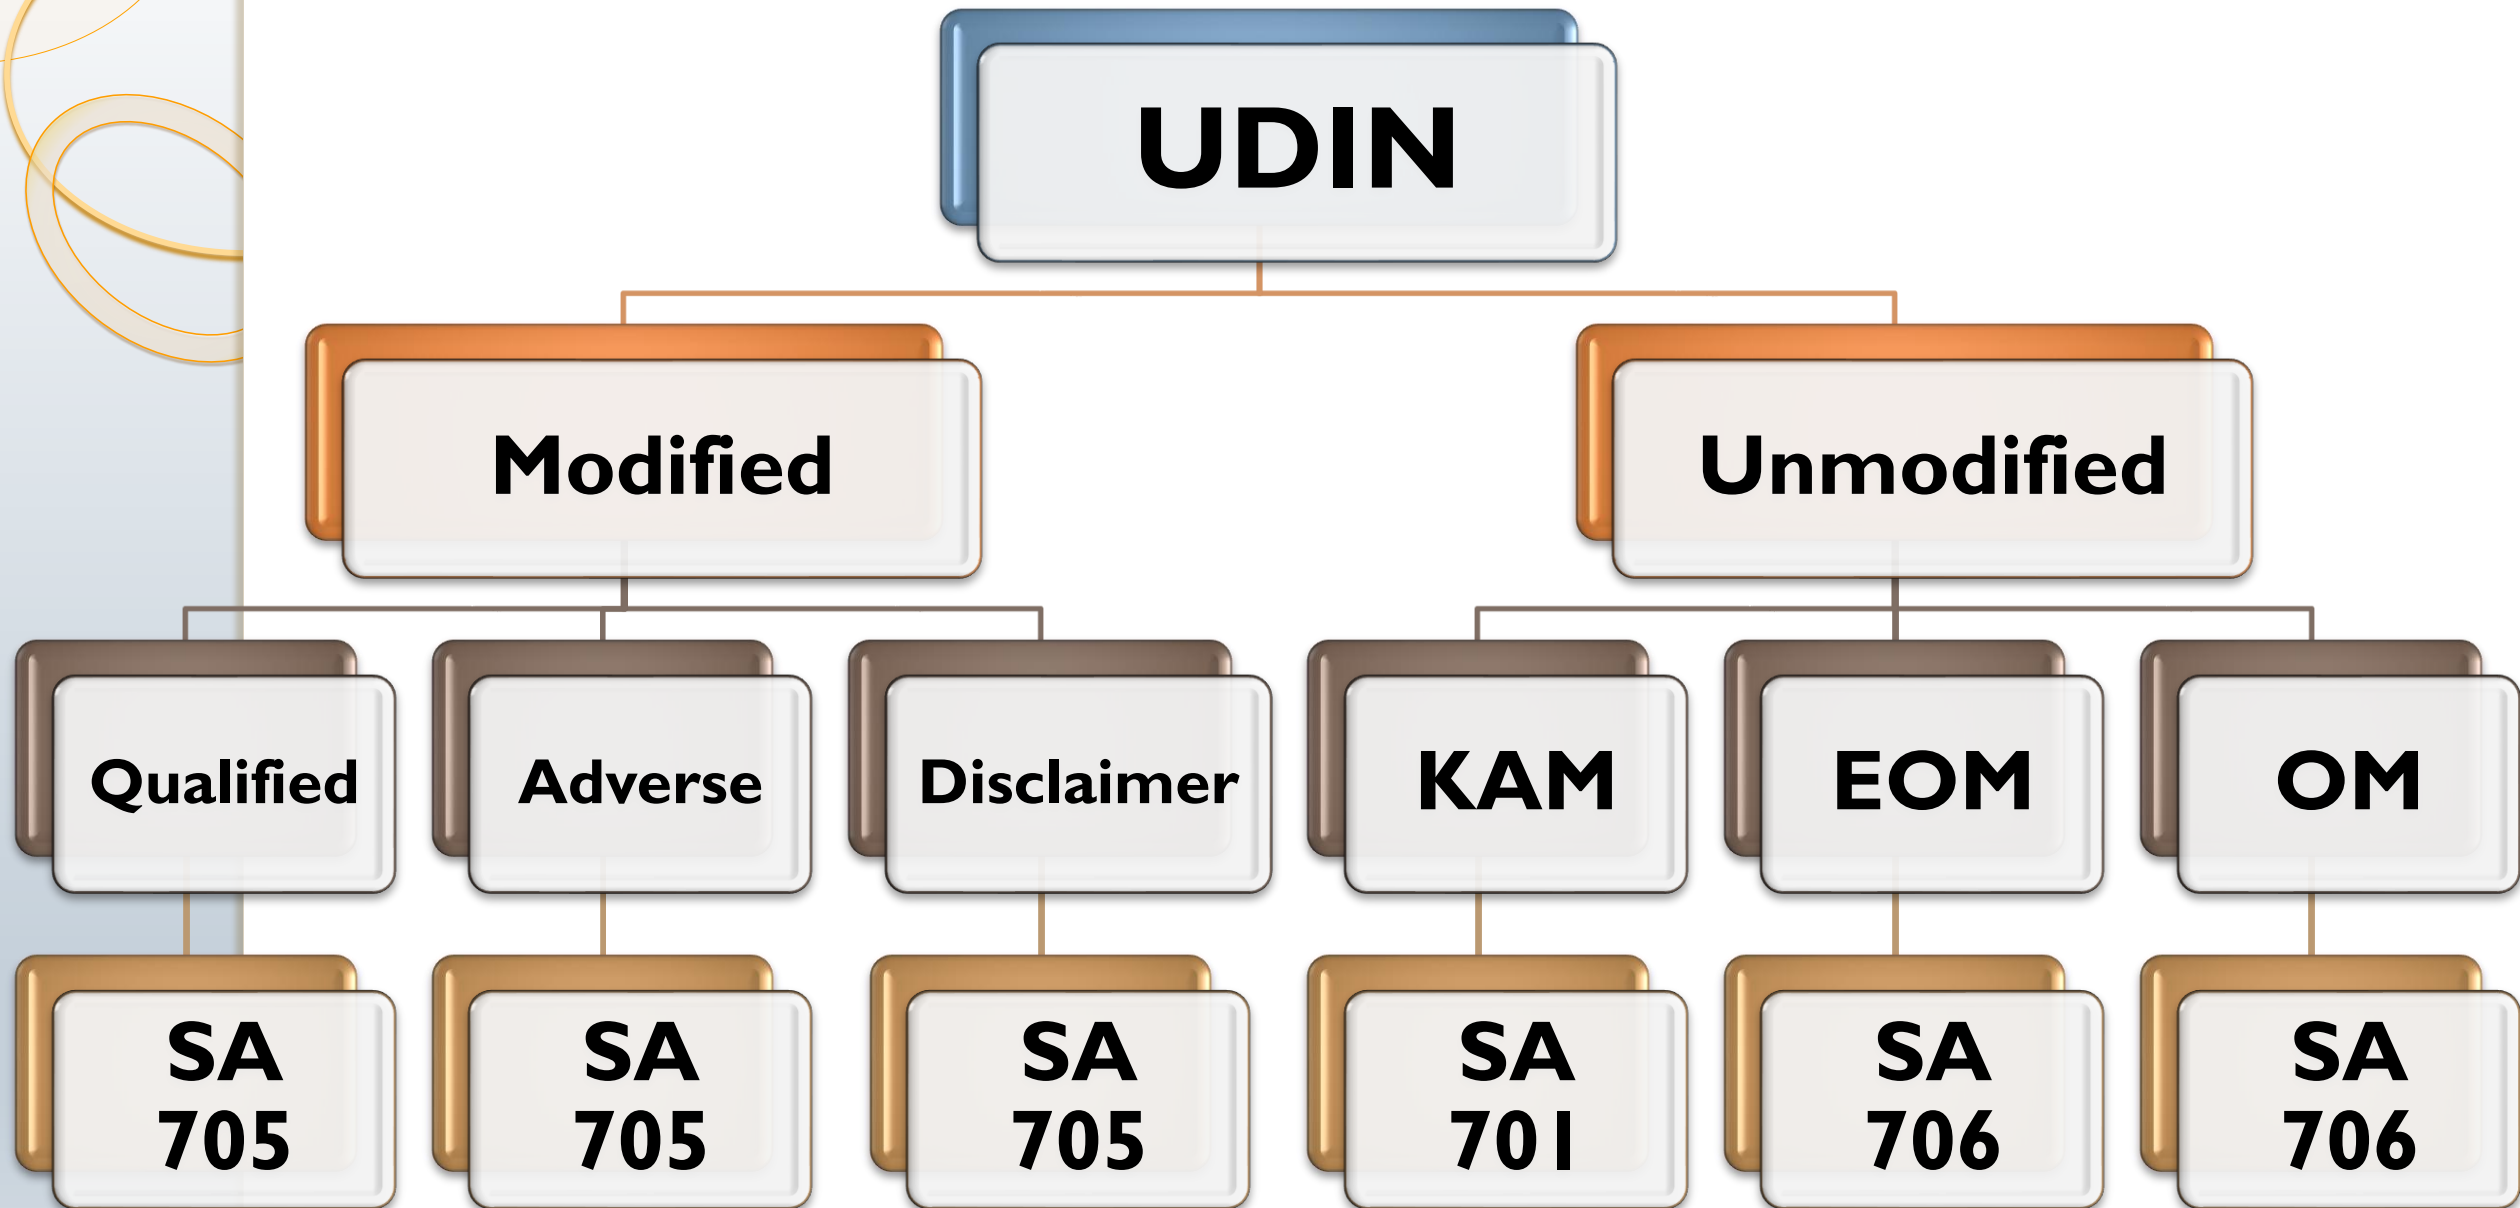 UDIN
Modified
Unmodified
Qualified
Adverse
Disclaimer
KAM
EOM
OM
SA
705
SA
705
SA
705
SA
701
SA
706
SA
706